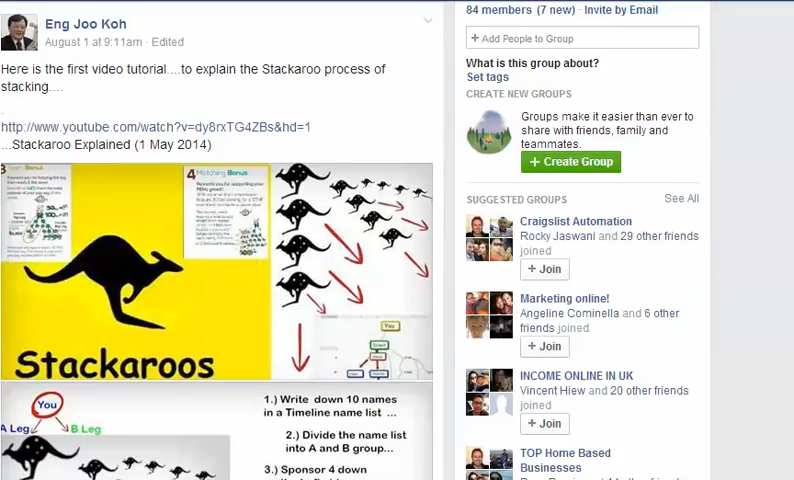 Eng Joo Koh
August 1 at 9:11am · Edited
Here is the first video tutorial....to explain the Stackaroo process of
stacking....
.
http://www.youtube.com/watch?v=dy8rxTG4ZBs&hd=1
...Stackaroo Explained (1 May 2014)
4 Matching Bonus
You
Stackaroos
You
A Leg
B Leg
1.) Write down 10 names
in a Timeline name list ...
2.) Divide the name list
into A and B group...
3.) Sponsor 4 down
84 members (7 new) · Invite by Email
+ Add People to Group
What is this group about?
Set tags
CREATE NEW GROUPS
Groups make it easier than ever to
share with friends, family and
teammates.
+ Create Group
SUGGESTED GROUPS
See All
Craigslist Automation
Rocky Jaswani and 29 other friends
joined
+ Join
Marketing online!
Angeline Cominella and 6 other
friends joined
+ Join
INCOME ONLINE IN UK
Vincent Hiew and 20 other friends
joined
+ Join
TOP Home Based
Businesses